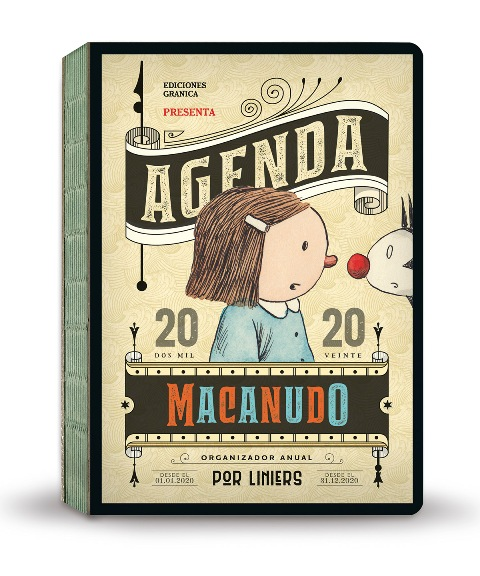 EDICIONES
GRANICA
PRESENTA
AGENDA
20 20
DOS MIL VEINTE
MACANUDO
ORGANIZADOR ANUAL
DESDE EL DESDE EL
01.01.2020 31.12.2020
POR LINIERS